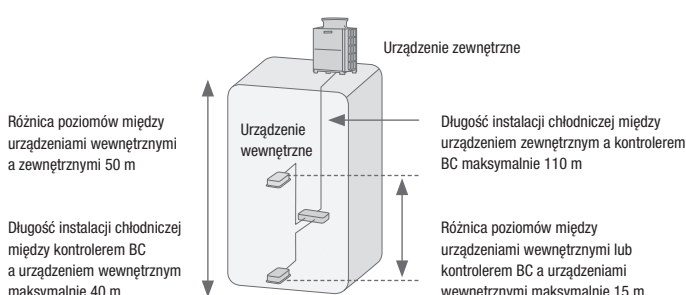 Urządzenie zewnętrzne
Różnica poziomów między
urządzeniami wewnętrznymi
a zewnętrznymi 50 m
Urządzenie
wewnętrzne
Długość instalacji chłodniczej między
urządzeniem zewnętrznym a kontrolerem
BC maksymalnie 110 m
Długość instalacji chłodniczej
między kontrolerem BC
a urządzeniem wewnętrznym
maksymalnie 40 m
Różnica poziomów między
urządzeniami wewnętrznymi lub
kontrolerem BC a urządzeniami
wewnętrznymi maksymalnie 15 m